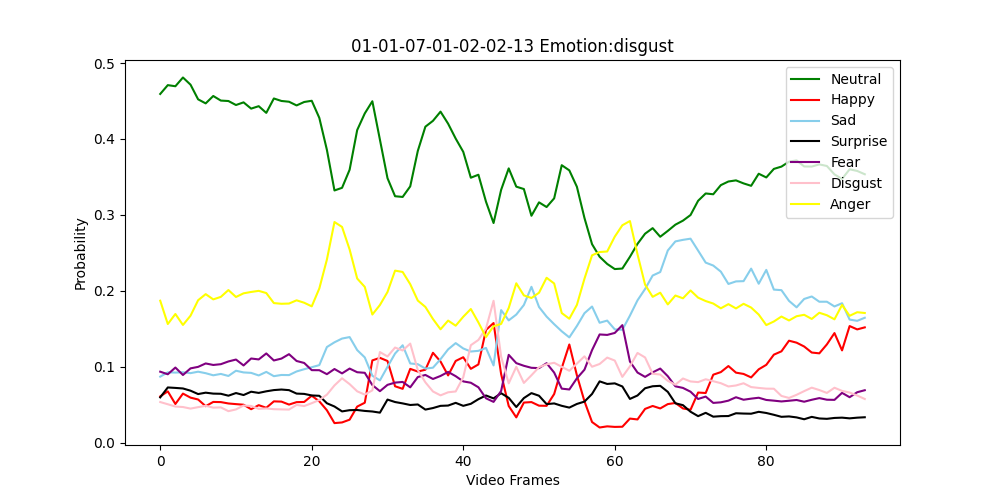 01-01-07-01-02-02-13 Emotion:disgust
Probability
0.5
0.4
0.3
0.2
0.1
0.0
0
20
40
60
80
Video Frames
Neutral
Happy
Sad
Surprise
Fear
Disgust
Anger